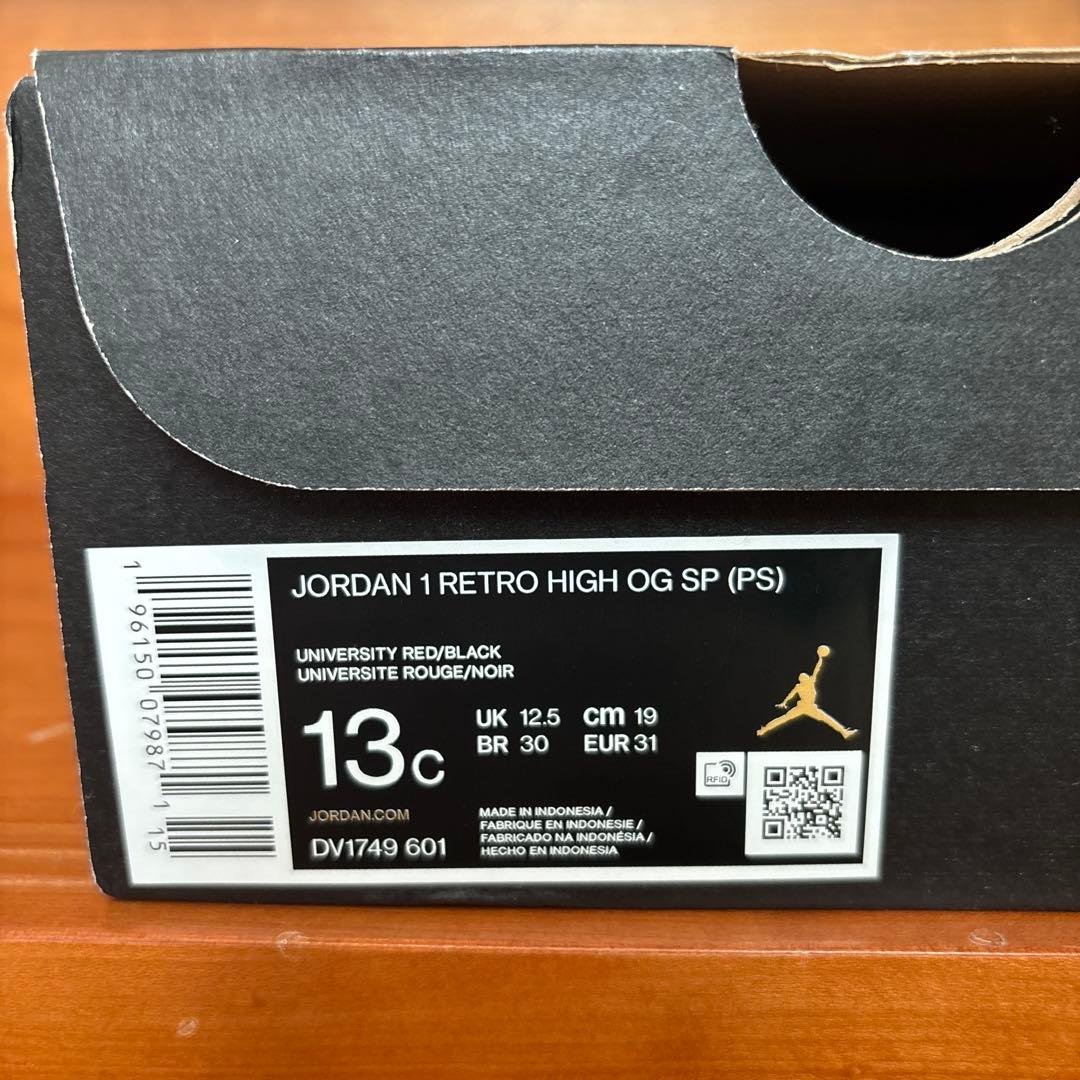 JORDAN 1 RETRO HIGH OG SP (PS)
UNIVERSITY RED/BLACK
UNIVERSITE ROUGE/NOIR
13C
UK 12.5 cm 19
BR 30 EUR 31
RFID
JORDAN.COM
DV1749 601
MADE IN INDONESIA /
FABRIQUE EN INDONESIE /
FABRICADO NA INDONÉSIA /
HECHO EN INDONESIA
1 96150 07987 1 15